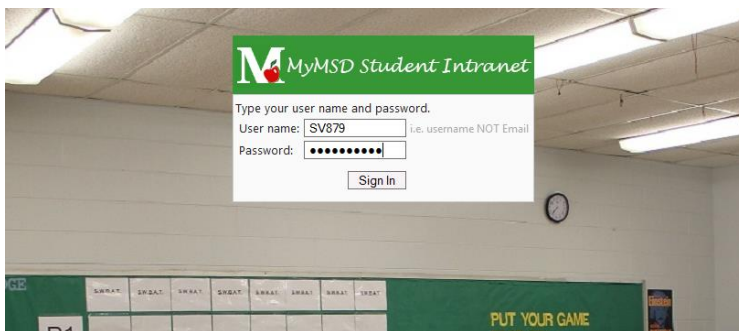 MyMSD Student Intranet
Type your user name and password.
User name: SV879 i.e. username NOT Email
Password: ●●●●●●●●●●
Sign In
S.W.B.A.T. S.W.B.A.T. S.W.B.A.T. S.W.B.A.T. S.W.B.A.T. S.W.B.A.T. S.W.B.A.T. S.W.B.A.T.
PUT YOUR GAME
Einstein